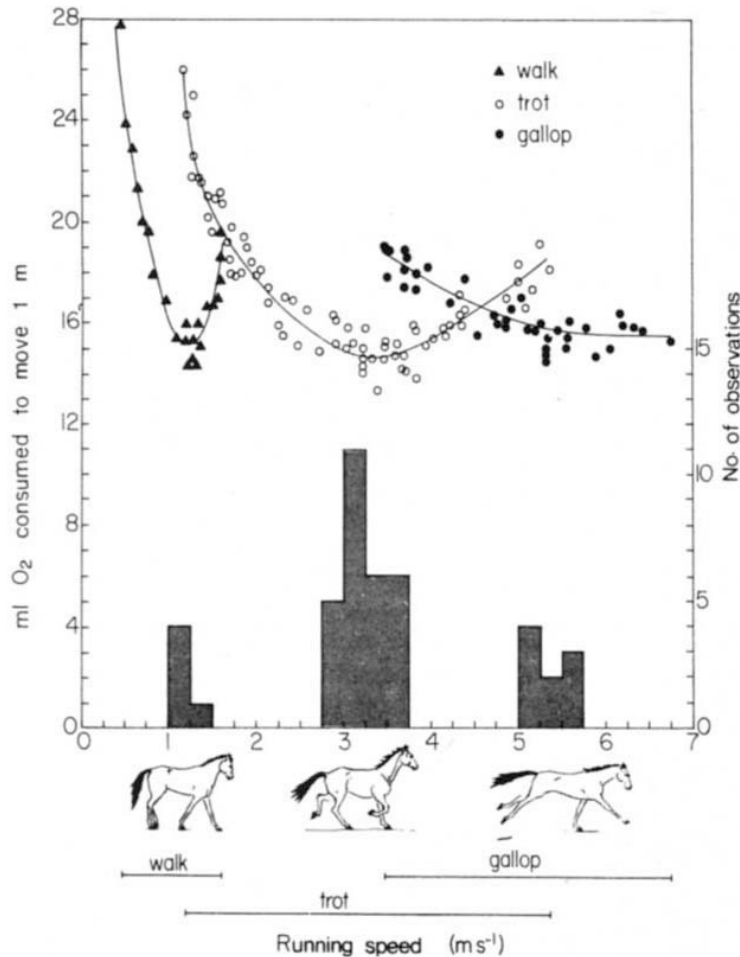 28
walk
trot
gallop
24
20
16
15
12
10
8
5
4
0
0
0 1 2 3 4 5 6 7
ml O₂ consumed to move 1 m
No. of observations
walk
gallop
trot
Running speed (m s⁻¹)